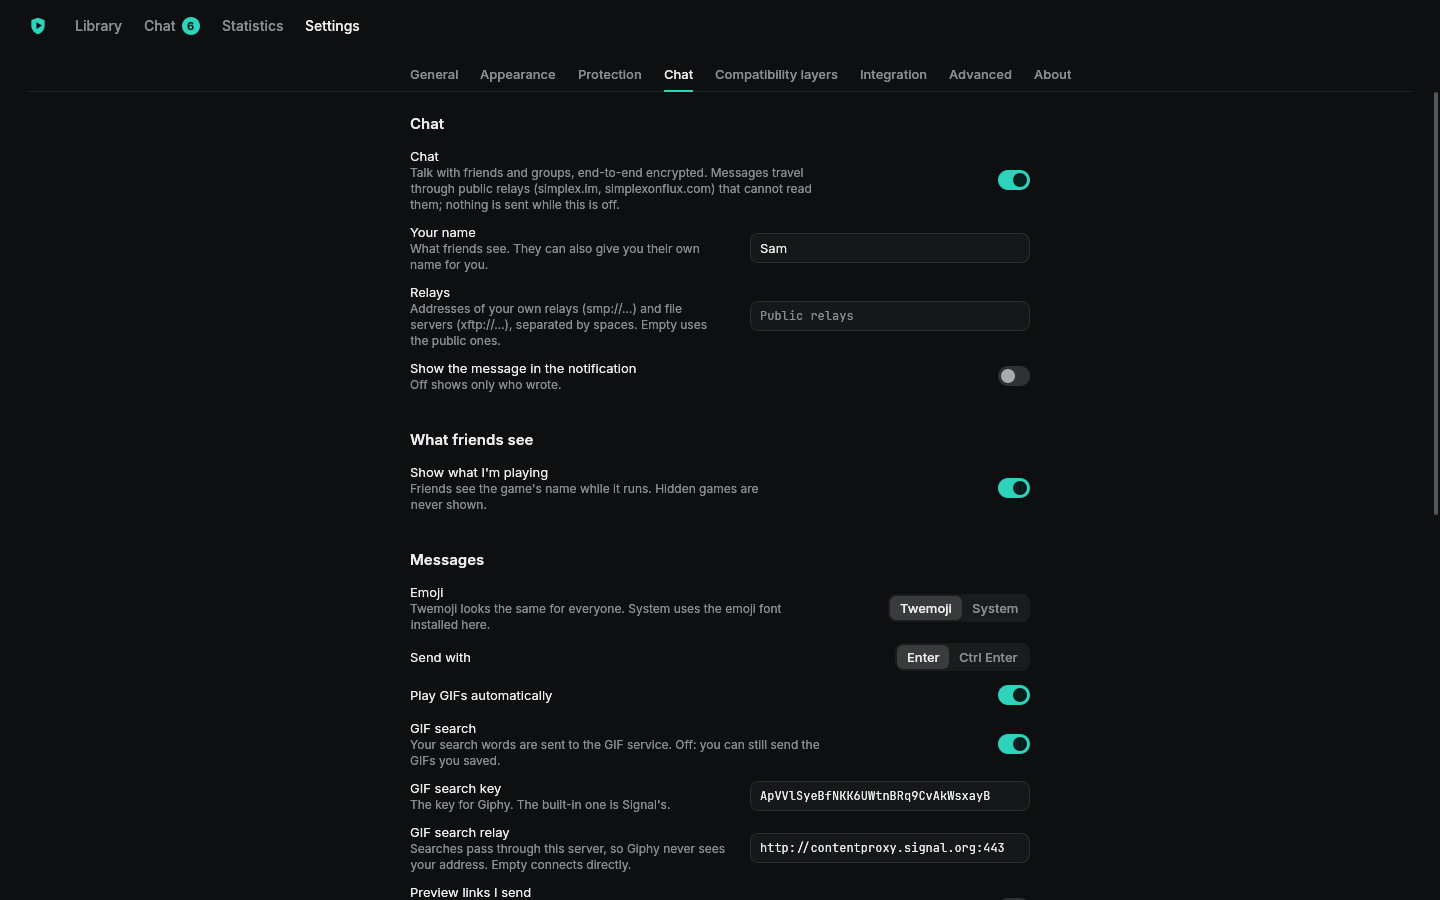 Library
Chat 6
Statistics
Settings
General
Appearance
Protection
Chat
Compatibility layers
Integration
Advanced
About
Chat
Chat
Talk with friends and groups, end-to-end encrypted. Messages travel
through public relays (simplex.im, simplexonflux.com) that cannot read
them; nothing is sent while this is off.
Your name
What friends see. They can also give you their own
name for you.
Sam
Relays
Addresses of your own relays (smp://...) and file
servers (xftp://...), separated by spaces. Empty uses
the public ones.
Public relays
Show the message in the notification
Off shows only who wrote.
What friends see
Show what I'm playing
Friends see the game's name while it runs. Hidden games are
never shown.
Messages
Emoji
Twemoji looks the same for everyone. System uses the emoji font
installed here.
Twemoji
System
Send with
Enter
Ctrl Enter
Play GIFs automatically
GIF search
Your search words are sent to the GIF service. Off: you can still send the
GIFs you saved.
GIF search key
The key for Giphy. The built-in one is Signal's.
ApVVlSyeBfNKK6UWtnBRq9CvAkWsxayB
GIF search relay
Searches pass through this server, so Giphy never sees
your address. Empty connects directly.
http://contentproxy.signal.org:443
Preview links I send